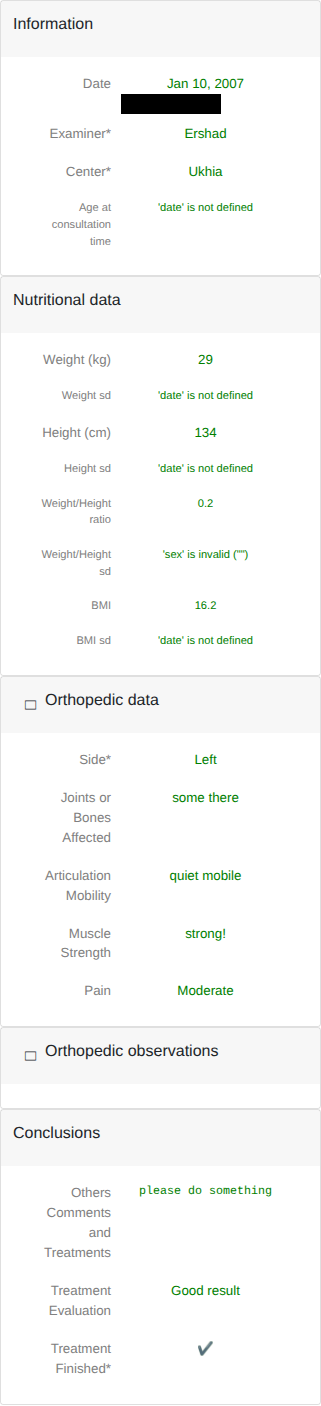 Information
Date Jan 10, 2007
Examiner* Ershad
Center* Ukhia
Age at 'date' is not defined
consultation
time
Nutritional data
Weight (kg) 29
Weight sd 'date' is not defined
Height (cm) 134
Height sd 'date' is not defined
Weight/Height 0.2
ratio
Weight/Height 'sex' is invalid ("")
sd
BMI 16.2
BMI sd 'date' is not defined
Orthopedic data
Side* Left
Joints or some there
Bones
Affected
Articulation quiet mobile
Mobility
Muscle strong!
Strength
Pain Moderate
Orthopedic observations
Conclusions
Others please do something
Comments
and
Treatments
Treatment Good result
Evaluation
Treatment ✔
Finished*